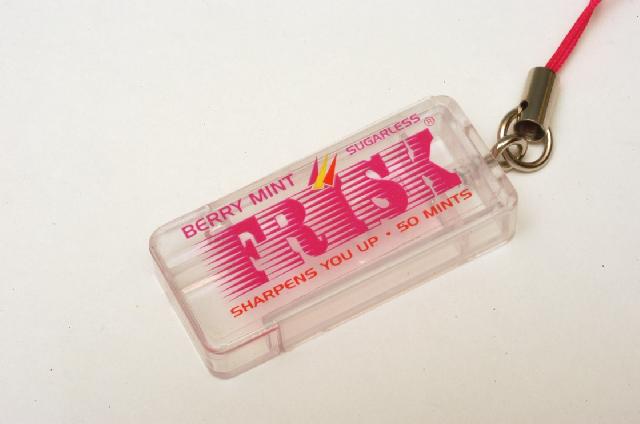 BERRY MINT SUGARLESS
FRISK®
SHARPENS YOU UP • 50 MINTS